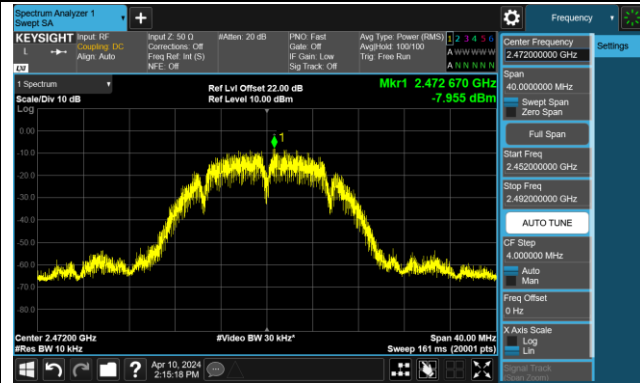 Spectrum Analyzer 1
Swept SA
Frequency
KEYSIGHT
Input: RF
Coupling: DC
Align: Auto
Input Z: 50 Ω
Corrections: Off
Freq Ref: Int (S)
NFE: Off
#Atten: 20 dB
PNO: Fast
Gate: Off
IF Gain: Low
Sig Track: Off
Avg Type: Power (RMS)
Avg|Hold: 100/100
Trig: Free Run
1 2 3 4 5 6
A W W W W W
A N N N N N
L
LXI
1 Spectrum
Scale/Div 10 dB
Log
Ref Lvl Offset 22.00 dB
Ref Level 10.00 dBm
Mkr1 2.472 670 GHz
-7.955 dBm
1
0.00
-10.0
-20.0
-30.0
-40.0
-50.0
-60.0
-70.0
-80.0
Center 2.47200 GHz
#Res BW 10 kHz
#Video BW 30 kHz*
Span 40.00 MHz
Sweep 161 ms (20001 pts)
Apr 10, 2024
2:15:18 PM
Center Frequency
2.472000000 GHz
Span
40.0000000 MHz
Swept Span
Zero Span
Full Span
Start Freq
2.452000000 GHz
Stop Freq
2.492000000 GHz
AUTO TUNE
CF Step
4.000000 MHz
Auto
Man
Freq Offset
0 Hz
X Axis Scale
Log
Lin
Signal Track
(Span Zoom)
Settings